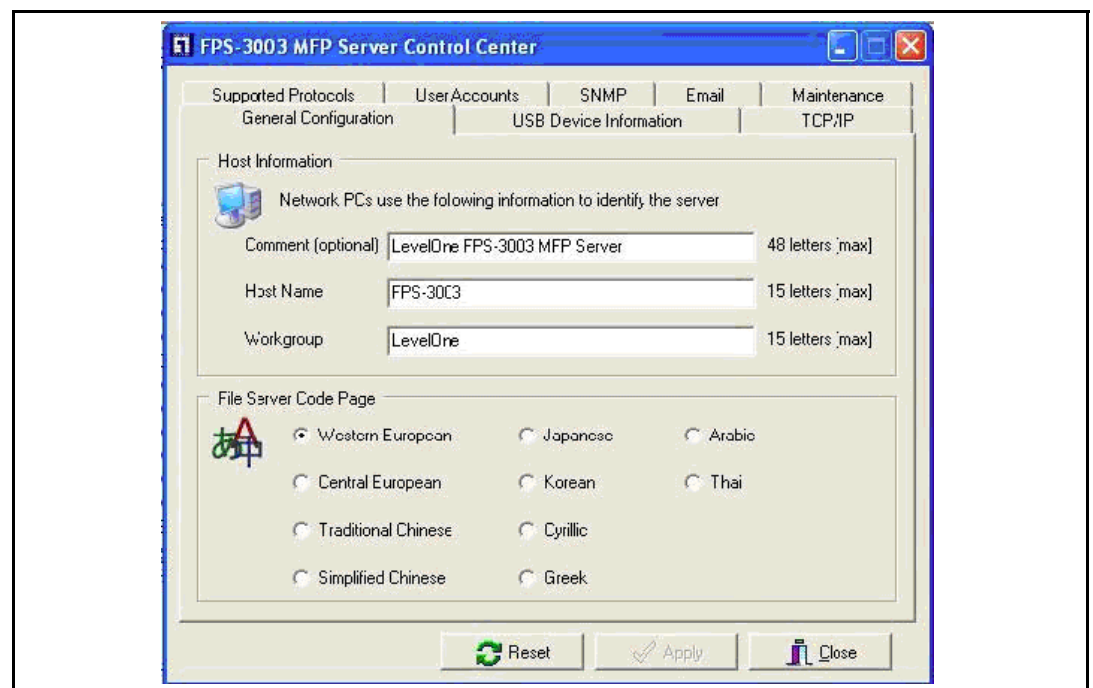 FPS-3003 MFP Server Control Center
Supported Protocols User Accounts SNMP Email Maintenance
General Configuration USB Device Information TCP/IP
Host Information
Network PCs use the folowing information to identify the server
Comment (optional) LevelOne FPS-3003 MFP Server 48 letters [max]
Host Name FPS-3003 15 letters [max]
Workgroup LevelOne 15 letters [max]
File Server Code Page
あA中
Western European Japanese Arabic
Central European Korean Thai
Traditional Chinese Cyrillic
Simplified Chinese Greek
Reset Apply Close